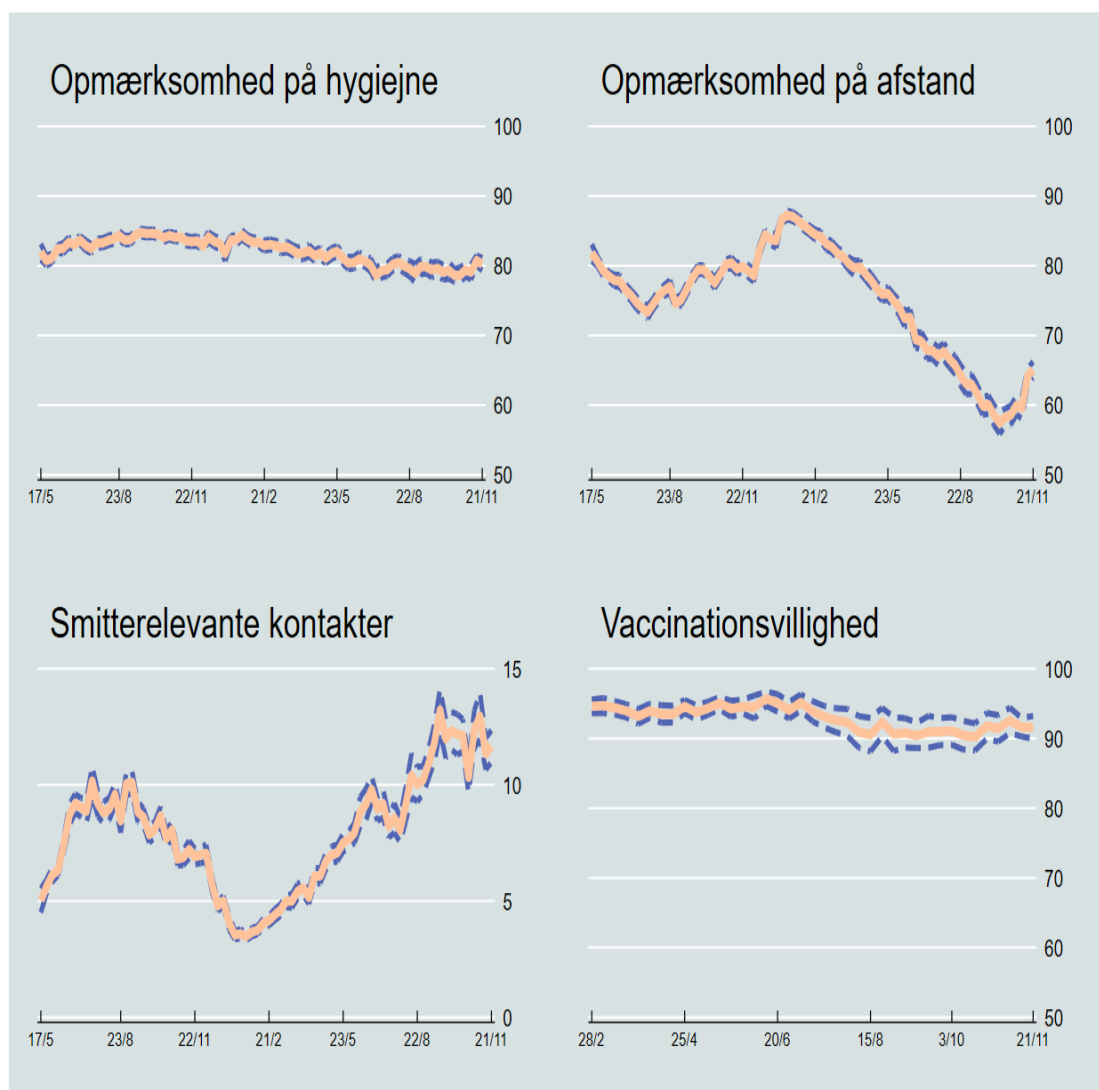 Opmærksomhed på hygiejne
100
90
80
70
60
50
17/5 23/8 22/11 21/2 23/5 22/8 21/11
Opmærksomhed på afstand
100
90
80
70
60
50
17/5 23/8 22/11 21/2 23/5 22/8 21/11
Smitterelevante kontakter
15
10
5
0
17/5 23/8 22/11 21/2 23/5 22/8 21/11
Vaccinationsvillighed
100
90
80
70
60
50
28/2 25/4 20/6 15/8 3/10 21/11